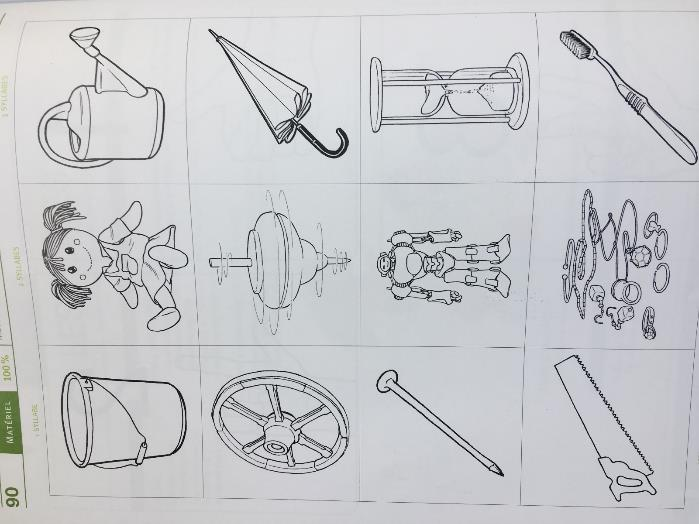 90
MATÉRIEL
100 %
1 SYLLABE
2 SYLLABES
3 SYLLABES